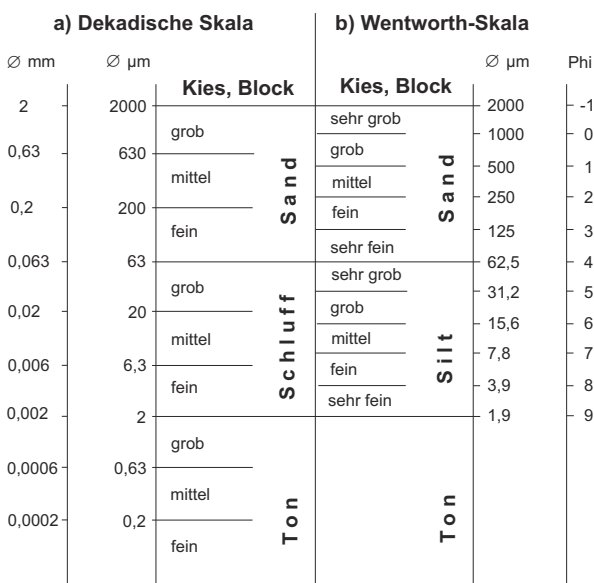 a) Dekadische Skala b) Wentworth-Skala
Ø mm Ø µm Ø µm Phi
Kies, Block Kies, Block
2 2000 2000 -1
sehr grob
grob 1000 0
0,63 630 grob
500 1
mittel mittel
0,2 200 250 2
fein
fein 125 3
sehr fein
Sand Sand
0,063 63 62,5 4
sehr grob
grob 31,2 5
0,02 20 grob
15,6 6
mittel mittel
7,8 7
0,006 6,3 fein
fein 3,9 8
sehr fein
Schluff Silt
0,002 2 1,9 9
grob
0,0006 0,63
mittel
0,0002 0,2
fein
Ton Ton